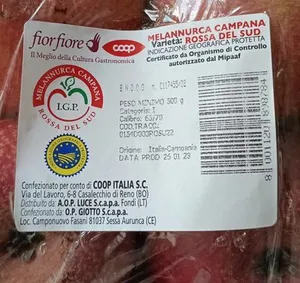 fiorfiore coop
Il Meglio della Cultura Gastronomica
MELANNURCA CAMPANA
Varietà: ROSSA DEL SUD
INDICAZIONE GEOGRAFICA PROTETTA
Certificato da Organismo di Controllo
autorizzato dal Mipaaf
MELANNURCA CAMPANA
I.G.P.
ROSSA DEL SUD
PESO MINIMO 500 g
Categoria: I
Calibro: 63/70
COD.TRACC.
Origine: Italia-Campania
DATA PROD 25 01 23
Confezionato per conto di COOP ITALIA S.C.
Via del Lavoro, 6-8 Casalecchio di Reno (BO)
Distribuito da: A.O.P. LUCE S.c.a.p.a. Fondi (LT)
Confezionato da: O.P. GIOTTO S.c.a.p.a.
Loc. Camponuovo Fasani 81037 Sessa Aurunca (CE)